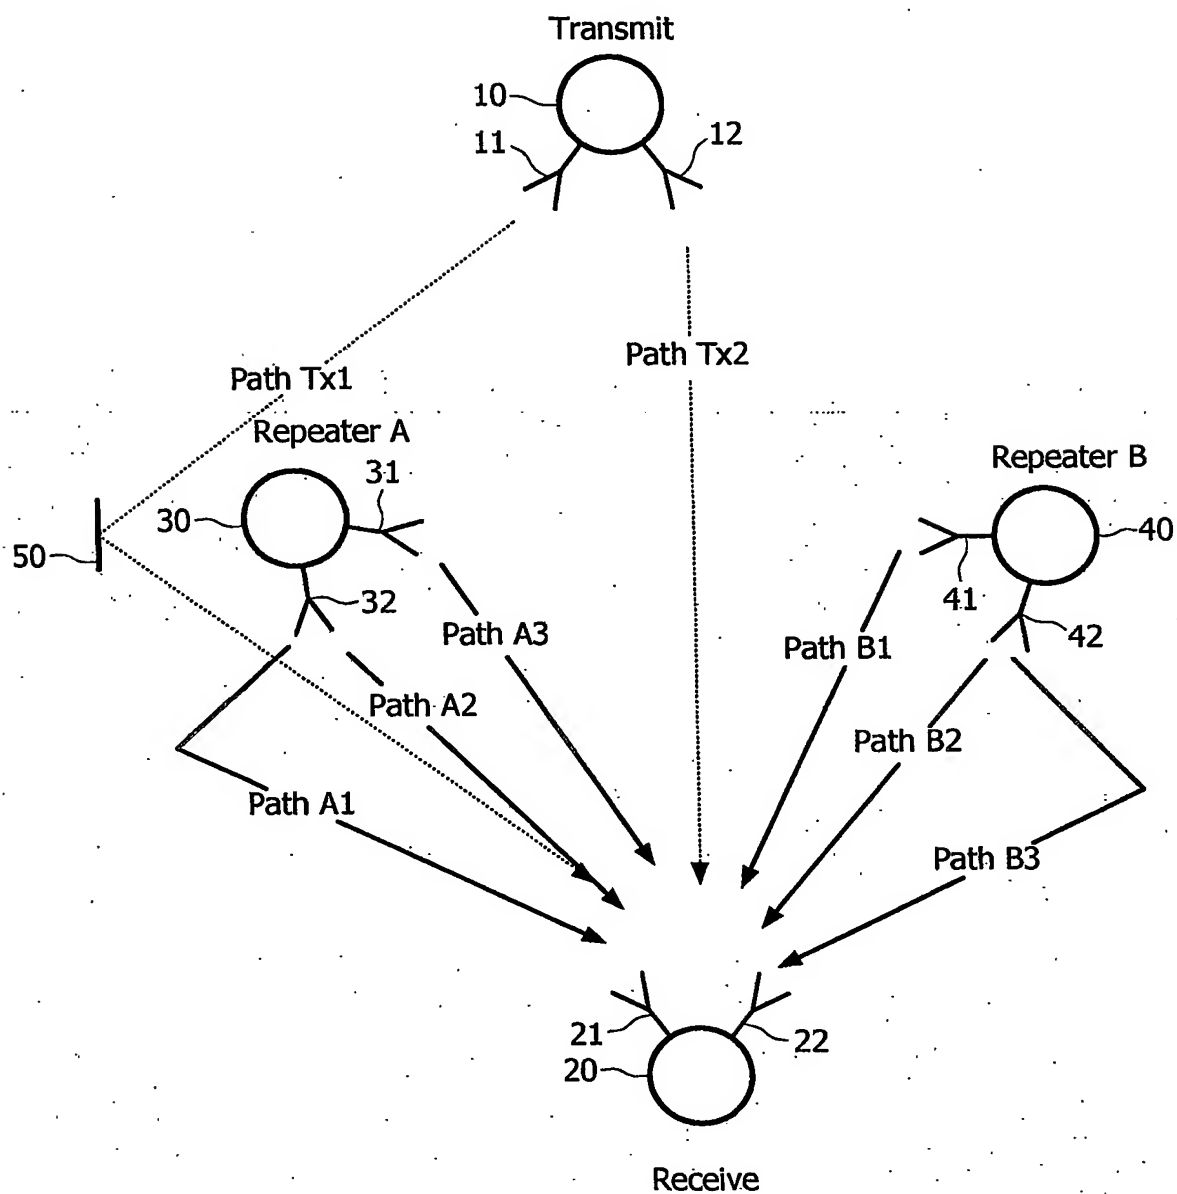 Transmit
10
11
12
Path Tx1
Path Tx2
Repeater A
31
30
32
50
Repeater B
40
41
42
Path A3
Path A2
Path A1
Path B1
Path B2
Path B3
21
22
20
Receive